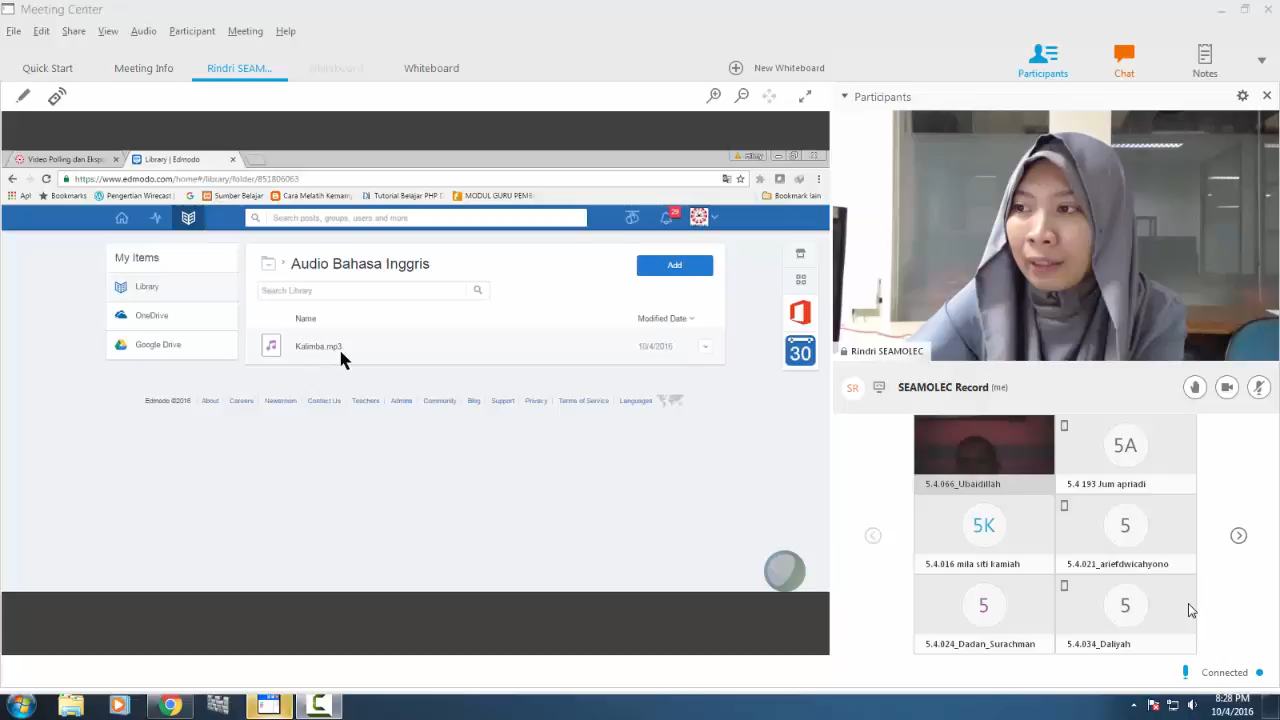 Meeting Center
File Edit Share View Audio Participant Meeting Help
Quick Start Meeting Info Rindri SEAM... Whiteboard Whiteboard New Whiteboard
Participants Chat Notes
Participants
Video Polling dan Ekspo Library | Edmodo
https://www.edmodo.com/home#/library/folder/851806063
Apl Bookmarks Pengertian Wirecast Sumber Belajar Cara Melatih Keman Tutorial Belajar PHP D MODUL GURU PEMB Bookmark lain
Search posts, groups, users and more 29
My Items
Library
OneDrive
Google Drive
Audio Bahasa Inggris
Add
Search Library
Name Modified Date
Kalimba.mp3 10/4/2016
30
Edmodo ©2016 About Careers Newsroom Contact Us Teachers Admins Community Blog Support Privacy Terms of Service Languages
Rindri SEAMOLEC
SR SEAMOLEC Record (me)
5A
5.4.066_Ubaidillah 5.4 193 Jum apriadi
5K 5
5.4.016 mila siti kamiah 5.4.021_ariefdwicahyono
5 5
5.4.024_Dadan_Surachman 5.4.034_Daliyah
Connected
8:28 PM
10/4/2016